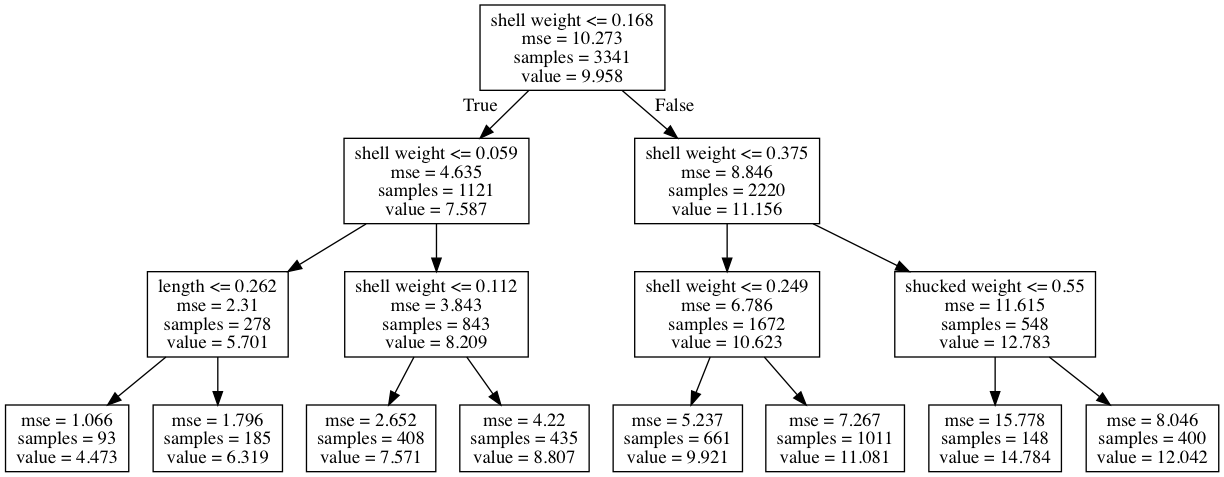 shell weight <= 0.168
mse = 10.273
samples = 3341
value = 9.958
True
False
shell weight <= 0.059
mse = 4.635
samples = 1121
value = 7.587
shell weight <= 0.375
mse = 8.846
samples = 2220
value = 11.156
length <= 0.262
mse = 2.31
samples = 278
value = 5.701
shell weight <= 0.112
mse = 3.843
samples = 843
value = 8.209
shell weight <= 0.249
mse = 6.786
samples = 1672
value = 10.623
shucked weight <= 0.55
mse = 11.615
samples = 548
value = 12.783
mse = 1.066
samples = 93
value = 4.473
mse = 1.796
samples = 185
value = 6.319
mse = 2.652
samples = 408
value = 7.571
mse = 4.22
samples = 435
value = 8.807
mse = 5.237
samples = 661
value = 9.921
mse = 7.267
samples = 1011
value = 11.081
mse = 15.778
samples = 148
value = 14.784
mse = 8.046
samples = 400
value = 12.042